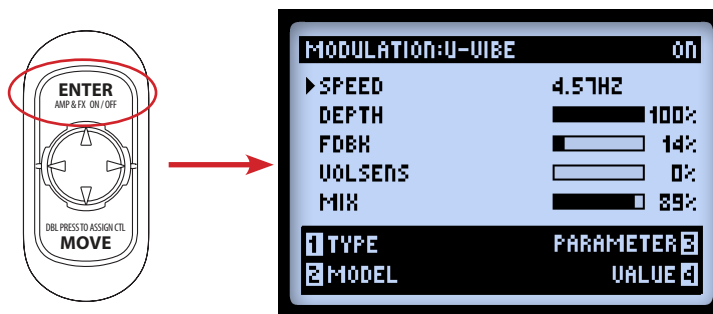 ENTER
AMP & FX ON / OFF
DBL PRESS TO ASSIGN CTL
MOVE
MODULATION:U-VIBE on
SPEED 4.57HZ
DEPTH 100%
FDBK 14%
VOLSENS 0%
MIX 89%
1 TYPE PARAMETER 3
2 MODEL VALUE 4